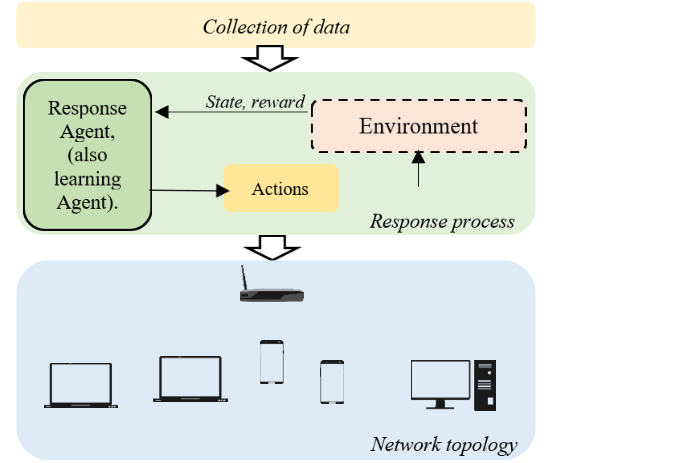 Collection of data
Response
Agent,
(also
learning
Agent).
State, reward
Environment
Actions
Response process
Network topology